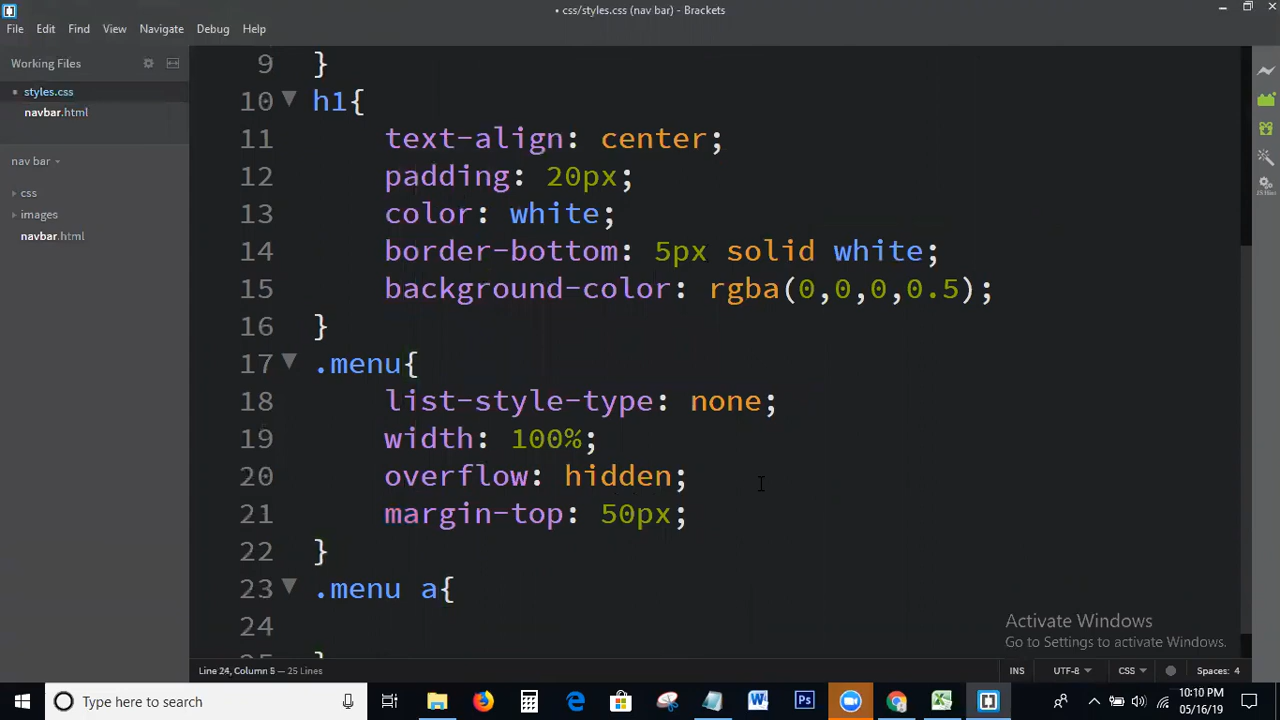 • css/styles.css (nav bar) - Brackets
File Edit Find View Navigate Debug Help
Working Files
styles.css
navbar.html
nav bar
css
images
navbar.html
9 }
10 h1{
11 text-align: center;
12 padding: 20px;
13 color: white;
14 border-bottom: 5px solid white;
15 background-color: rgba(0,0,0,0.5);
16 }
17 .menu{
18 list-style-type: none;
19 width: 100%;
20 overflow: hidden;
21 margin-top: 50px;
22 }
23 .menu a{
24
25 }
Activate Windows
Go to Settings to activate Windows.
Line 24, Column 5 — 25 Lines
INS UTF-8 CSS Spaces: 4
Type here to search
10:10 PM
05/16/19